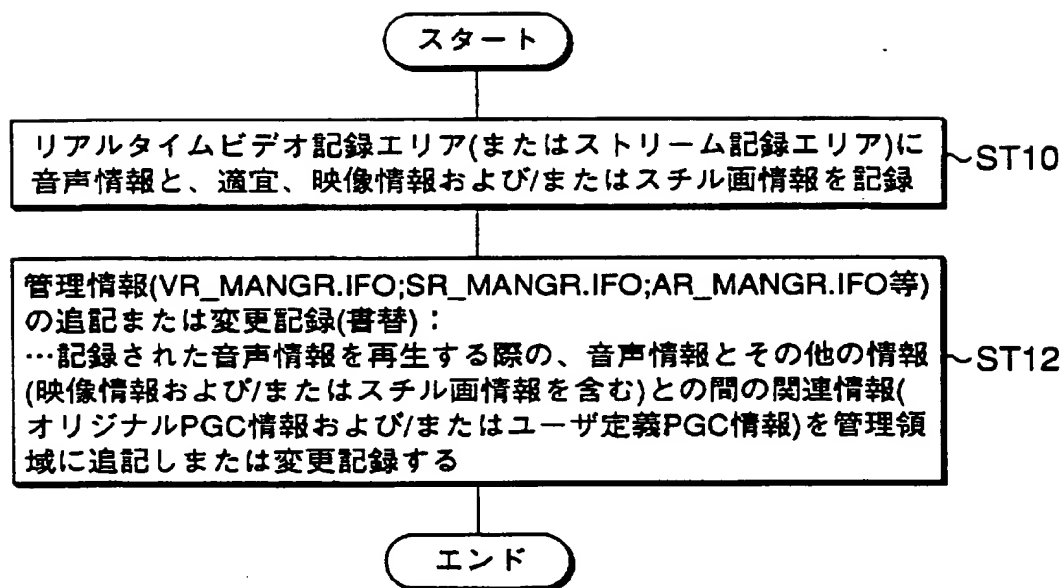 スタート
リアルタイムビデオ記録エリア(またはストリーム記録エリア)に
音声情報と、適宜、映像情報および/またはスチル画情報を記録
~ST10
管理情報(VR_MANGR.IFO;SR_MANGR.IFO;AR_MANGR.IFO等)
の追記または変更記録(書替)：
…記録された音声情報を再生する際の、音声情報とその他の情報
(映像情報および/またはスチル画情報を含む)との間の関連情報(
オリジナルPGC情報および/またはユーザ定義PGC情報)を管理領
域に追記しまたは変更記録する
~ST12
エンド